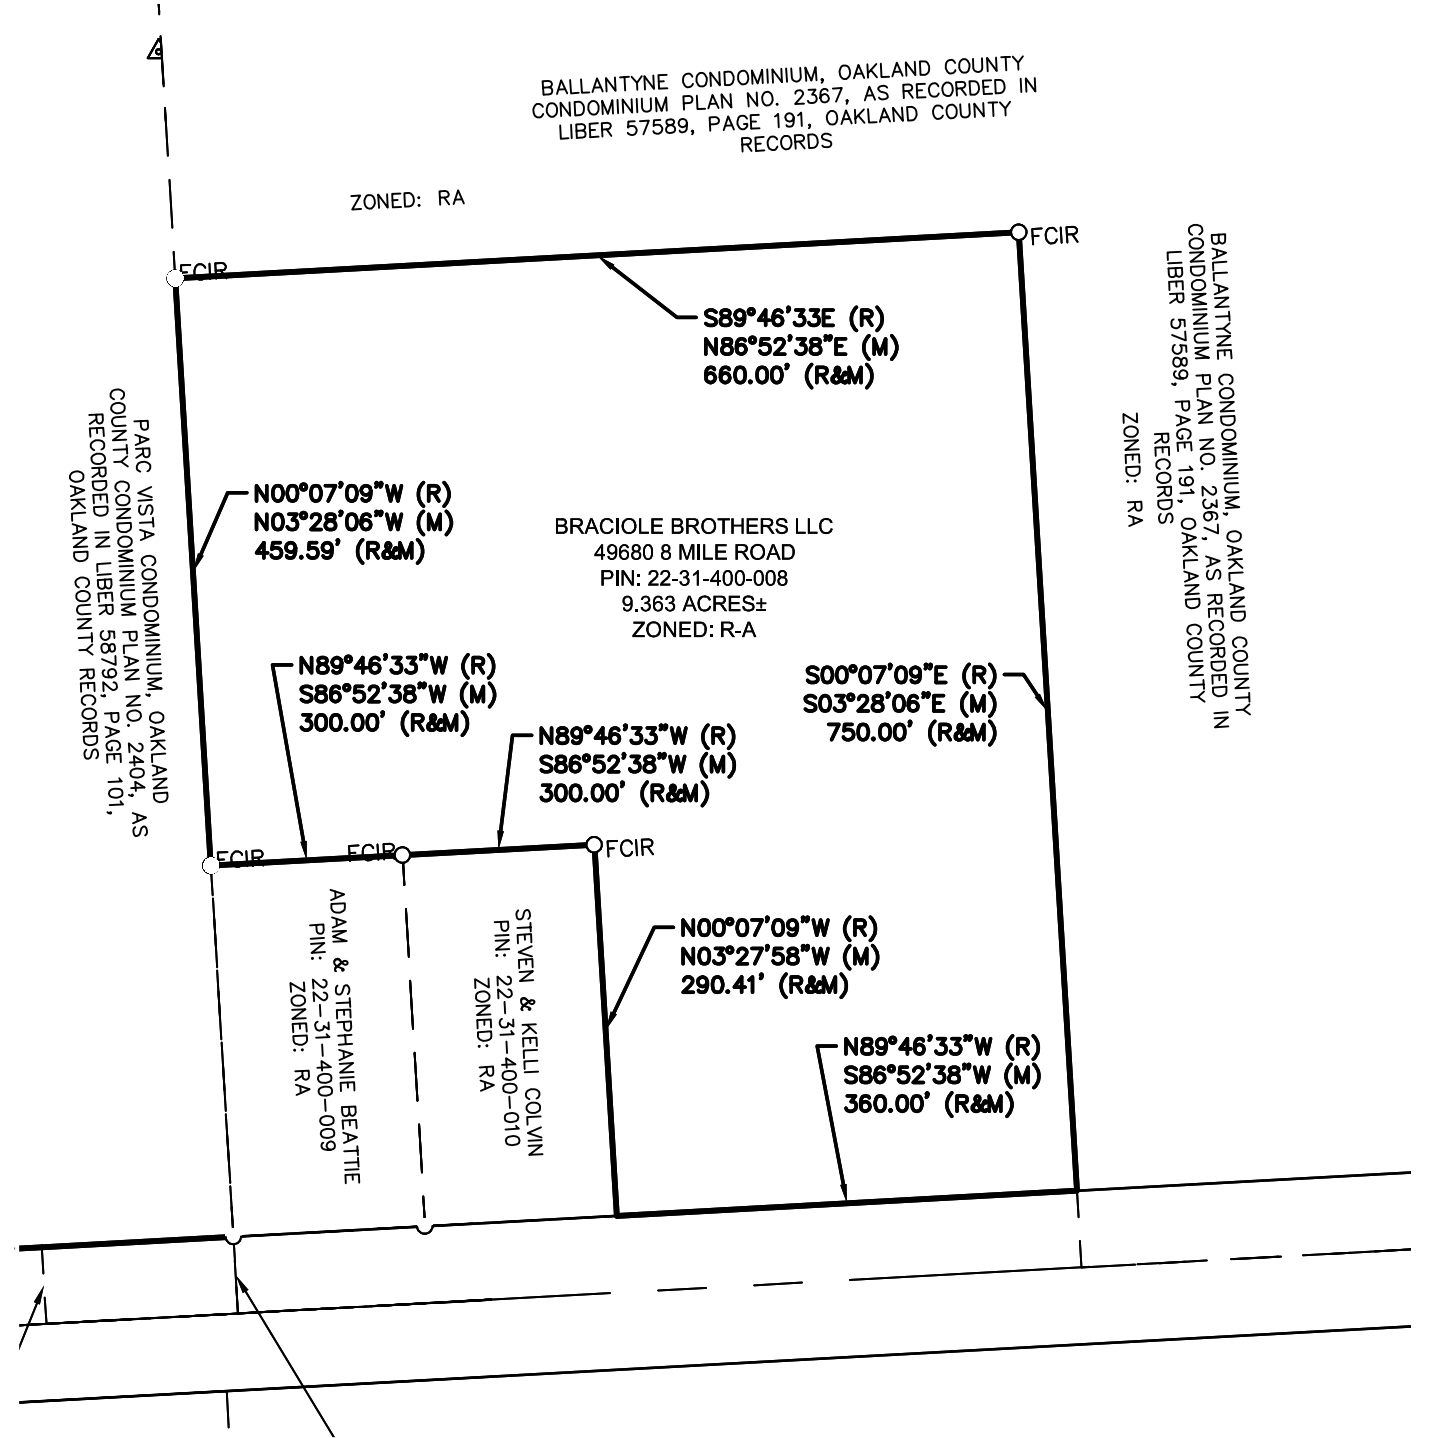 BALLANTYNE CONDOMINIUM, OAKLAND COUNTY
CONDOMINIUM PLAN NO. 2367, AS RECORDED IN
LIBER 57589, PAGE 191, OAKLAND COUNTY
RECORDS
ZONED: RA
FCIR
FCIR
S89°46'33E (R)
N86°52'38"E (M)
660.00' (R&M)
BALLANTYNE CONDOMINIUM, OAKLAND COUNTY
CONDOMINIUM PLAN NO. 2367, AS RECORDED IN
LIBER 57589, PAGE 191, OAKLAND COUNTY
RECORDS
ZONED: RA
PARC VISTA CONDOMINIUM, OAKLAND
COUNTY CONDOMINIUM PLAN NO. 2404, AS
RECORDED IN LIBER 58792, PAGE 101,
OAKLAND COUNTY RECORDS
N00°07'09"W (R)
N03°28'06"W (M)
459.59' (R&M)
BRACIOLE BROTHERS LLC
49680 8 MILE ROAD
PIN: 22-31-400-008
9.363 ACRES±
ZONED: R-A
N89°46'33"W (R)
S86°52'38"W (M)
300.00' (R&M)
N89°46'33"W (R)
S86°52'38"W (M)
300.00' (R&M)
S00°07'09"E (R)
S03°28'06"E (M)
750.00' (R&M)
FCIR
FCIR
FCIR
ADAM & STEPHANIE BEATTIE
PIN: 22-31-400-009
ZONED: RA
STEVEN & KELLI COLVIN
PIN: 22-31-400-010
ZONED: RA
N00°07'09"W (R)
N03°27'58"W (M)
290.41' (R&M)
N89°46'33"W (R)
S86°52'38"W (M)
360.00' (R&M)